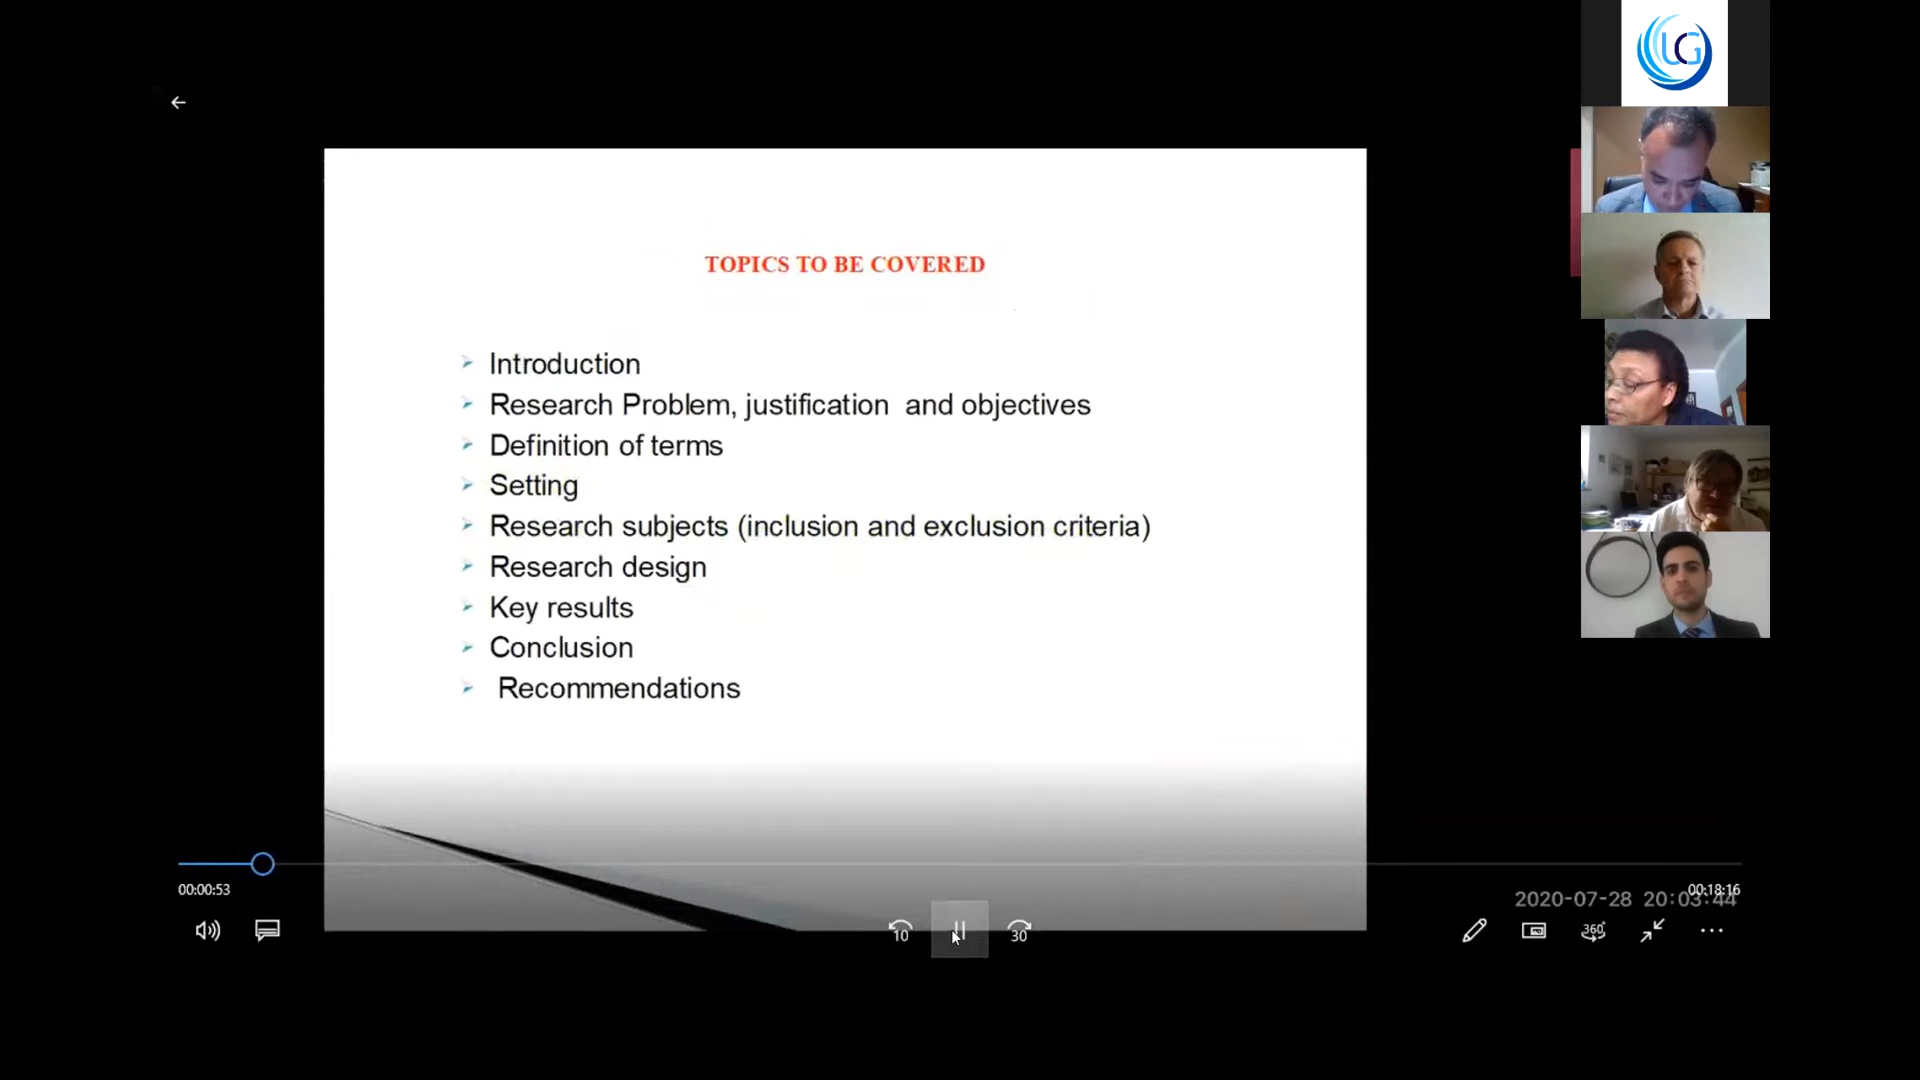 UG
TOPICS TO BE COVERED
Introduction
Research Problem, justification and objectives
Definition of terms
Setting
Research subjects (inclusion and exclusion criteria)
Research design
Key results
Conclusion
Recommendations
00:00:53
00:18:16
2020-07-28 20:03:44
10
30
360